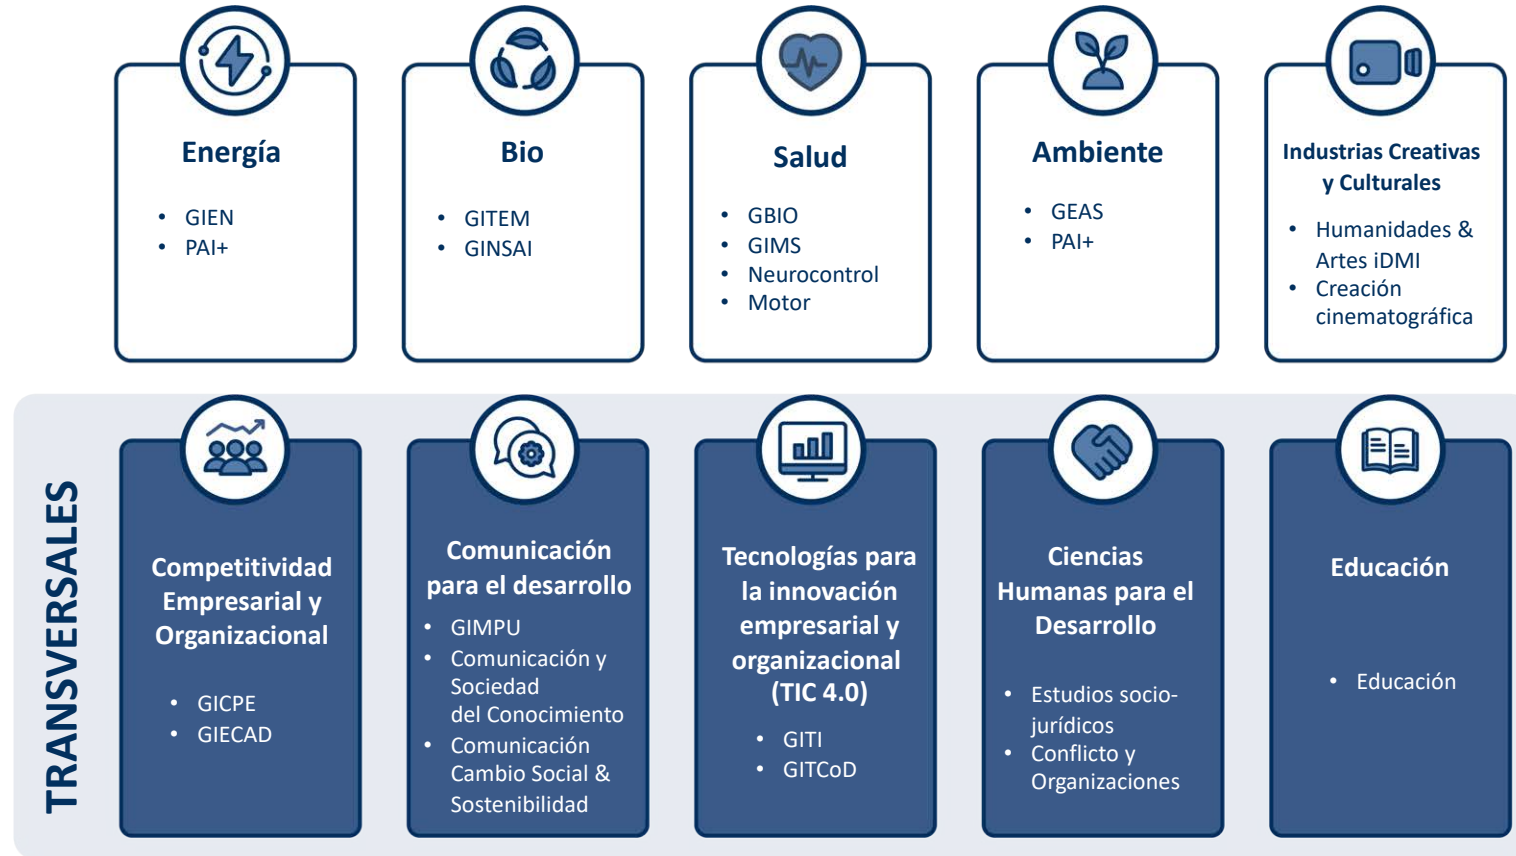 Energía
• GIEN
• PAI+
Bio
• GITEM
• GINSAI
Salud
• GBIO
• GIMS
• Neurocontrol
• Motor
Ambiente
• GEAS
• PAI+
Industrias Creativas
y Culturales
• Humanidades &
Artes iDMI
• Creación
cinematográfica
TRANSVERSALES
Competitividad
Empresarial y
Organizacional
• GICPE
• GIECAD
Comunicación
para el desarrollo
• GIMPU
• Comunicación y
Sociedad
del Conocimiento
• Comunicación
Cambio Social &
Sostenibilidad
Tecnologías para
la innovación
empresarial y
organizacional
(TIC 4.0)
• GITI
• GITCoD
Ciencias
Humanas para el
Desarrollo
• Estudios socio-
jurídicos
• Conflicto y
Organizaciones
Educación
• Educación